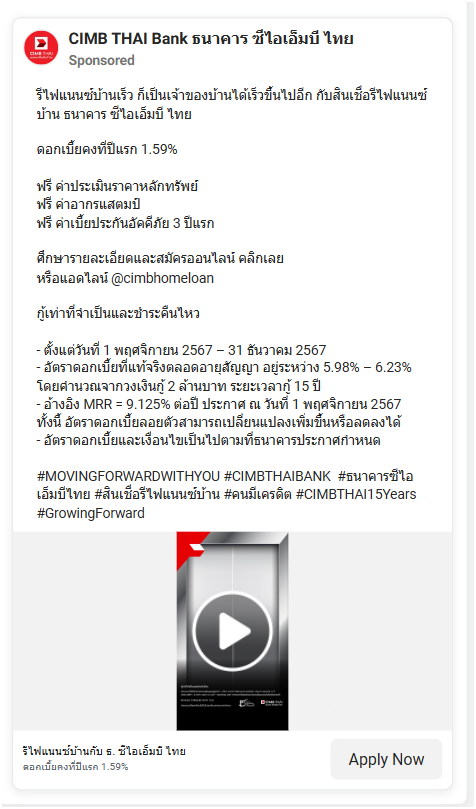 CIMB THAI Bank ธนาคาร ซีไอเอ็มบี ไทย
Sponsored
รีไฟแนนซ์บ้านเร็ว ก็เป็นเจ้าของบ้านได้เร็วขึ้นไปอีก กับสินเชื่อรีไฟแนนซ์
บ้าน ธนาคาร ซีไอเอ็มบี ไทย
ดอกเบี้ยคงที่ปีแรก 1.59%
ฟรี ค่าประเมินราคาหลักทรัพย์
ฟรี ค่าอากรแสตมป์
ฟรี ค่าเบี้ยประกันอัคคีภัย 3 ปีแรก
ศึกษารายละเอียดและสมัครออนไลน์ คลิกเลย
หรือแอดไลน์ @cimbhomeloan
กู้เท่าที่จำเป็นและชำระคืนไหว
- ตั้งแต่วันที่ 1 พฤศจิกายน 2567 – 31 ธันวาคม 2567
- อัตราดอกเบี้ยที่แท้จริงตลอดอายุสัญญา อยู่ระหว่าง 5.98% – 6.23%
โดยคำนวณจากวงเงินกู้ 2 ล้านบาท ระยะเวลากู้ 15 ปี
- อ้างอิง MRR = 9.125% ต่อปี ประกาศ ณ วันที่ 1 พฤศจิกายน 2567
ทั้งนี้ อัตราดอกเบี้ยลอยตัวสามารถเปลี่ยนแปลงเพิ่มขึ้นหรือลดลงได้
- อัตราดอกเบี้ยและเงื่อนไขเป็นไปตามที่ธนาคารประกาศกำหนด
#MOVINGFORWARDWITHYOU #CIMBTHAIBANK #ธนาคารซีไอ
เอ็มบีไทย #สินเชื่อรีไฟแนนซ์บ้าน #คนมีเครดิต #CIMBTHAI15Years
#GrowingForward
รีไฟแนนซ์บ้านกับ ธ. ซีไอเอ็มบี ไทย
ดอกเบี้ยคงที่ปีแรก 1.59%
Apply Now